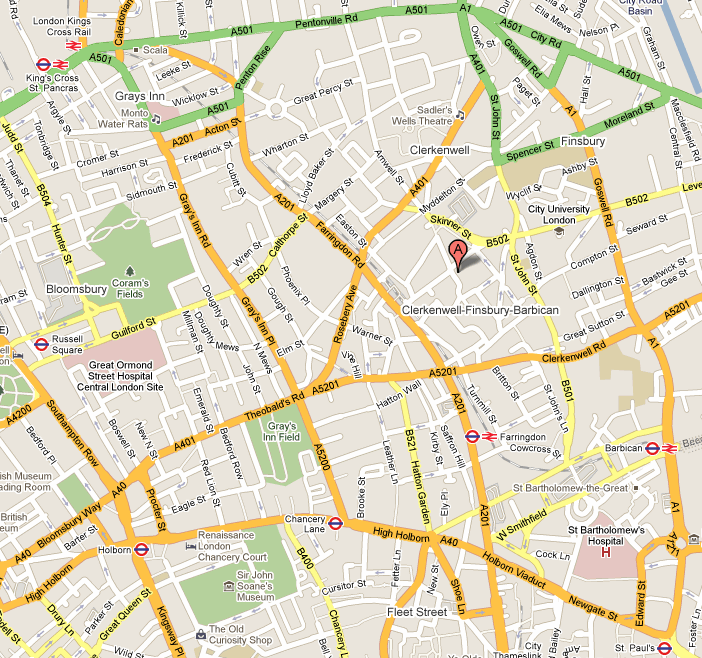 London Kings
Cross Rail
Caledonian
Killick St
A501
Pentonville Rd
A501
A1
Owen St
Elia Mews
Nelson Pl
City Road
Basin
Graham St
A501
City Rd
A501
King's Cross
St Pancras
A501
Scala
Leeke St
Penton Rise
Goswell Rd
A401
Hall St
Wicklow St
Grays Inn
Great Percy St
Paget St
A1
Moreland St
Macclesfield Rd
Argyle St
Monto
Water Rats
A501
Acton St
A201
Sadler's
Wells Theatre
St John St
Judd St
Tonbridge St
Cromer St
Harrison St
Frederick St
Wharton St
Amwell St
Clerkenwell
Spencer St
Finsbury
Central St
Thanet St
Sidmouth St
Cubitt St
Lloyd Baker St
Margery St
A401
Myddelton St
Wyclif St
Ashby St
Goswell Rd
B504
Hunter St
Gray's Inn Rd
A201
Easton St
Skinner St
B502
City University
London
B502
Wren St
Calthorpe St
B502
Farringdon Rd
A
St John St
Agdon St
Seward St
Compton St
Coram's
Fields
Bloomsbury
Phoenix Pl
Gough St
Dallington St
Bastwick St
Gee St
Doughty St
Gray's Inn Pl
Rosebery Ave
Clerkenwell-Finsbury-Barbican
A5201
Guilford St
Millman St
Doughty Mews
N Mews
Elm St
Warner St
Great Sutton St
Russell
Square
Great Ormond
Street Hospital
Central London Site
John St
Vine Hill
A5201
Clerkenwell Rd
A1
A4200
Theobald's Rd
A5201
Hatton Wall
A201
Turnmill St
Britton St
B501
St John's Ln
Southampton Row
Bedford Pl
Boswell St
New N St
A401
Emerald St
Bedford Row
Gray's
Inn Field
A5200
B521
Kirby St
Saffron Hill
Farringdon
Cowcross St
Barbican
Leather Ln
Hatton Garden
Red Lion St
Procter St
A40
Eagle St
Brooke St
Ely Pl
St Bartholomew-the-Great
Bloomsbury Way
A40
Barter St
Renaissance
London
Chancery Court
Chancery
Lane
High Holborn
A40
A201
W Smithfield
St Bartholomew's
Hospital
H
A1
Holborn
High Holborn
B400
Fetter Ln
New St
Shoe Ln
Holborn Viaduct
Cock Ln
Newgate St
Edward St
Sir John
Soane's
Museum
Cursitor St
Great Queen St
Parker St
Drury Ln
Kingsway Pl
The Old
Curiosity Shop
Chancery Ln
Fleet Street
City
Thameslink
St. Paul's
Foster Ln
Wild St